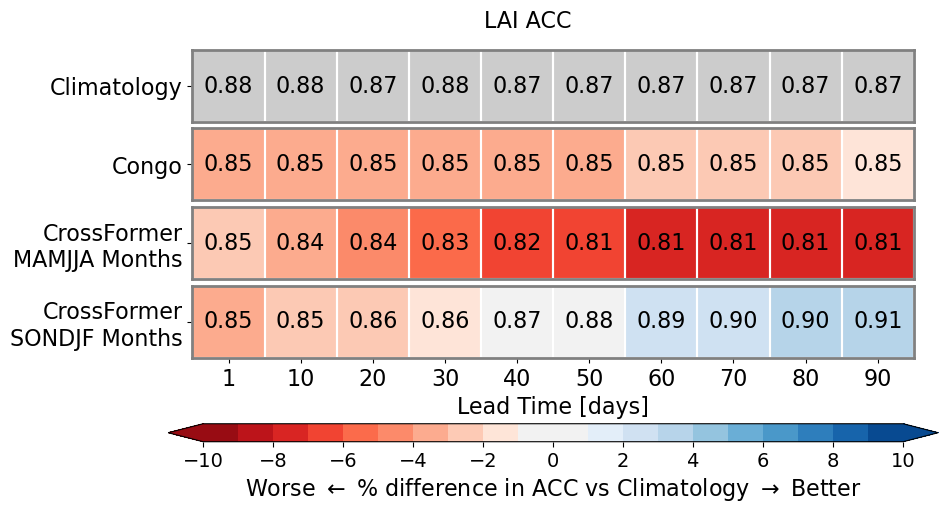 LAI ACC
Climatology 0.88 0.88 0.87 0.88 0.87 0.87 0.87 0.87 0.87 0.87
Congo 0.85 0.85 0.85 0.85 0.85 0.85 0.85 0.85 0.85 0.85
CrossFormer
MAMJJA Months 0.85 0.84 0.84 0.83 0.82 0.81 0.81 0.81 0.81 0.81
CrossFormer
SONDJF Months 0.85 0.85 0.86 0.86 0.87 0.88 0.89 0.90 0.90 0.91
1 10 20 30 40 50 60 70 80 90
Lead Time [days]
−10 −8 −6 −4 −2 0 2 4 6 8 10
Worse ← % difference in ACC vs Climatology → Better